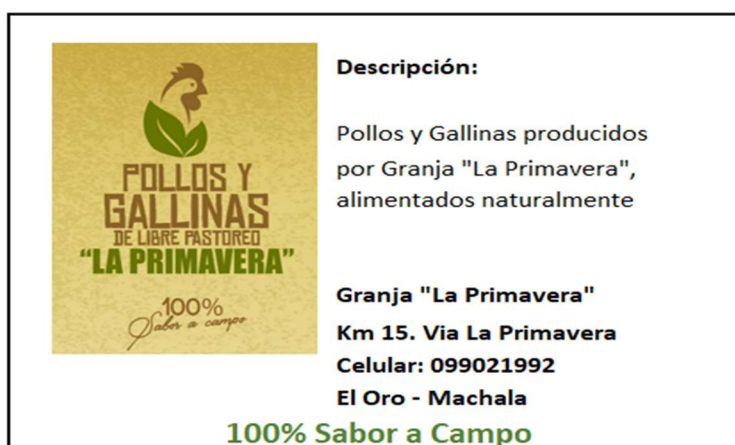 POLLOS Y
GALLINAS
DE LIBRE PASTOREO
“LA PRIMAVERA”
100%
Sabor a campo
Descripción:
Pollos y Gallinas producidos
por Granja "La Primavera",
alimentados naturalmente
Granja "La Primavera"
Km 15. Via La Primavera
Celular: 099021992
El Oro - Machala
100% Sabor a Campo